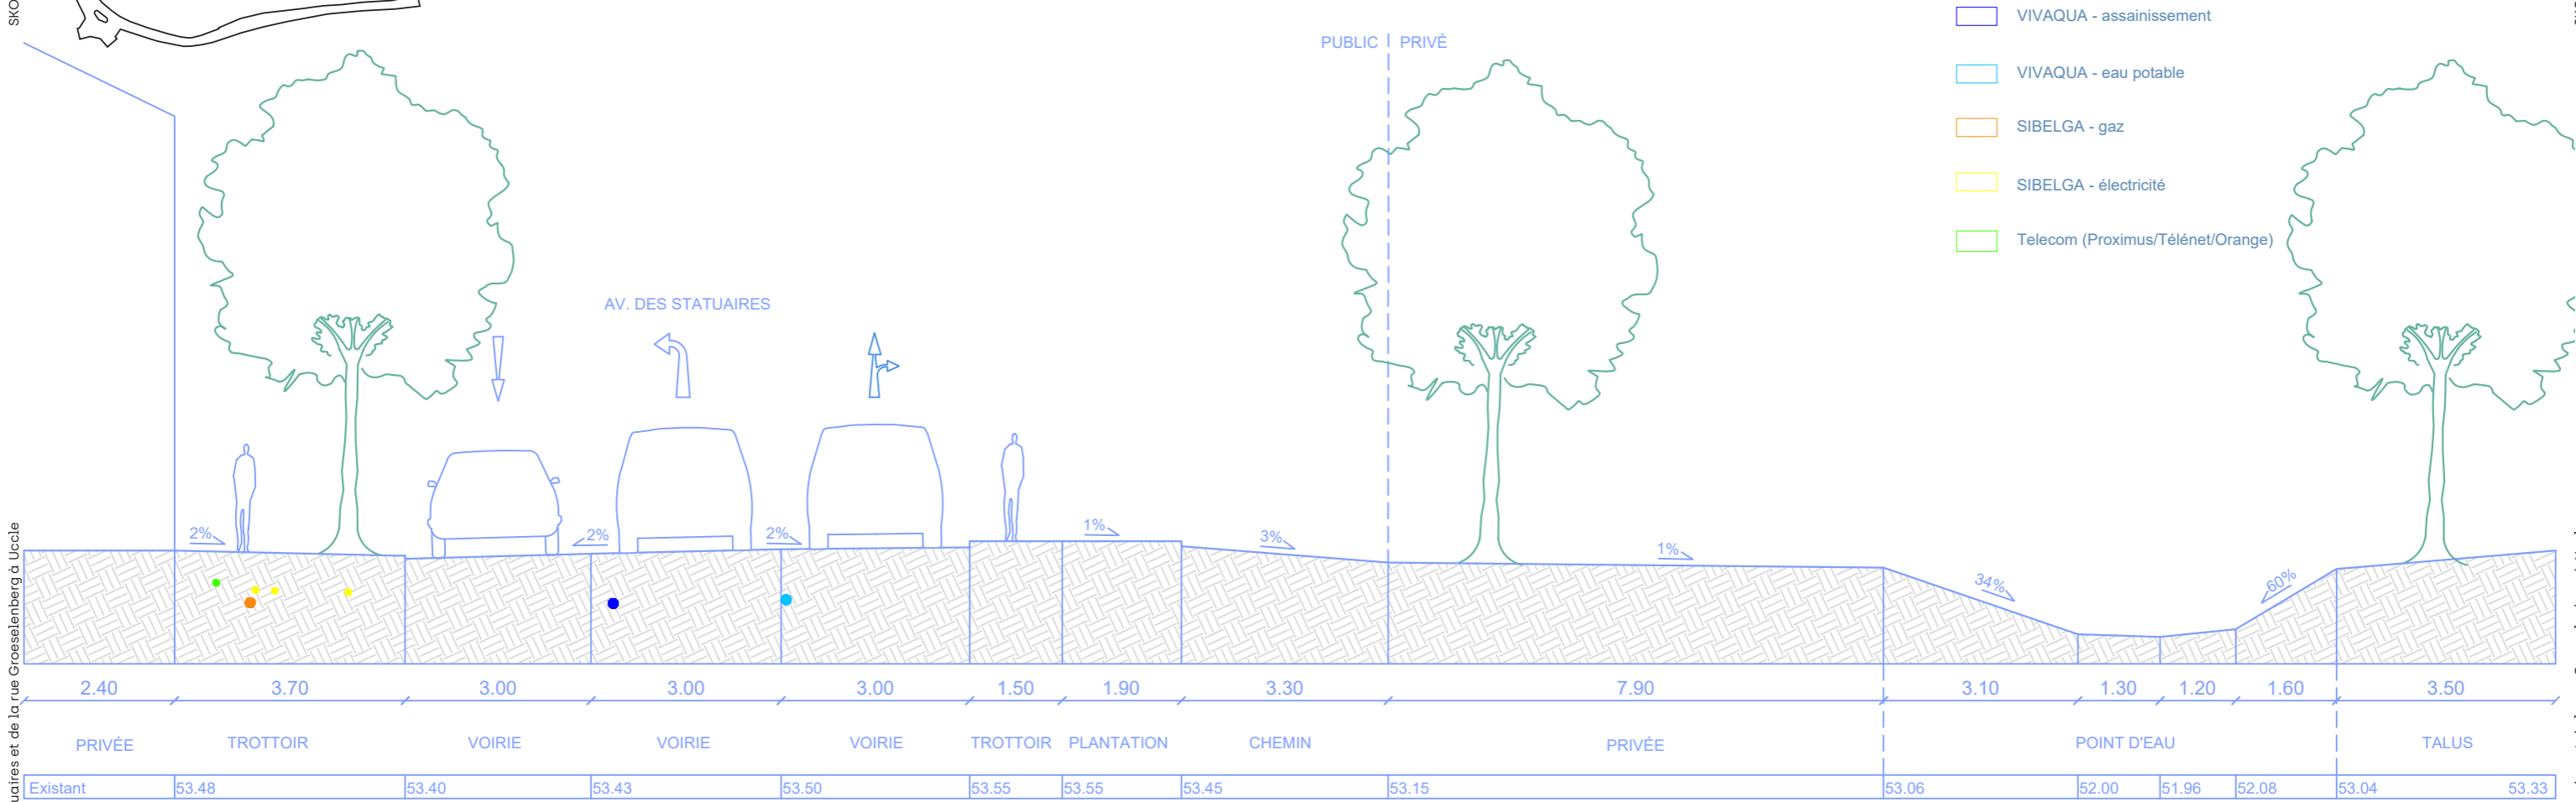 SKO
PUBLIC
PRIVÉ
VIVAQUA - assainissement
VIVAQUA - eau potable
SIBELGA - gaz
SIBELGA - électricité
Telecom (Proximus/Télénet/Orange)
AV. DES STATUAIRES
2%
2%
2%
1%
3%
1%
34%
60%
uaires et de la rue Groeselenberg à Uccle
2.40 3.70 3.00 3.00 3.00 1.50 1.90 3.30 7.90 3.10 1.30 1.20 1.60 3.50
PRIVÉE TROTTOIR VOIRIE VOIRIE VOIRIE TROTTOIR PLANTATION CHEMIN PRIVÉE POINT D'EAU TALUS
Existant 53.48 53.40 53.43 53.50 53.55 53.55 53.45 53.15 53.06 52.00 51.96 52.08 53.04 53.33